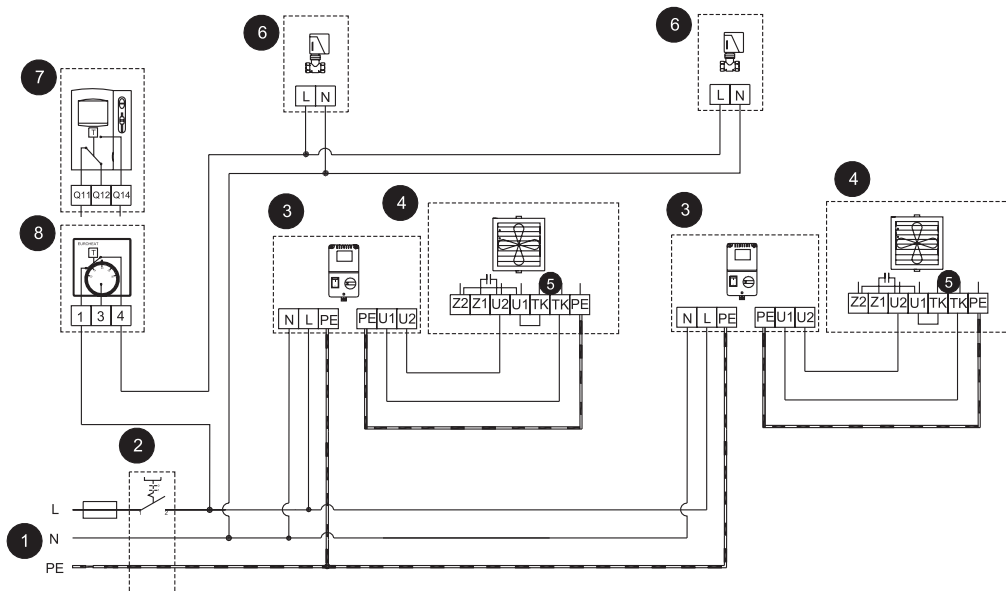 6
L N
6
L N
7
T
Q11 Q12 Q14
8
EUROHEAT
T
1 3 4
3
N L PE PE U1 U2
4
5
Z2 Z1 U2 U1 TK TK PE
3
N L PE PE U1 U2
4
5
Z2 Z1 U2 U1 TK TK PE
2
1
L
1 2
N
PE